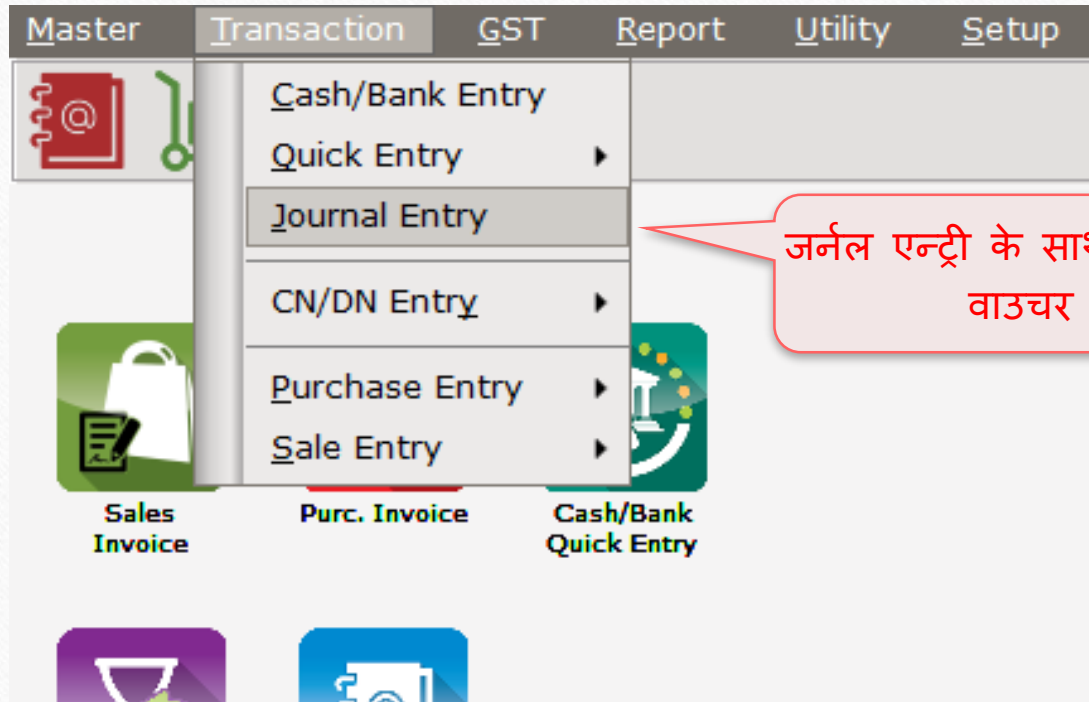 Master Transaction GST Report Utility Setup
Cash/Bank Entry
Quick Entry
Journal Entry
जर्नल एन्ट्री के साथ
वाउचर
CN/DN Entry
Purchase Entry
Sale Entry
Sales
Invoice
Purc. Invoice
Cash/Bank
Quick Entry